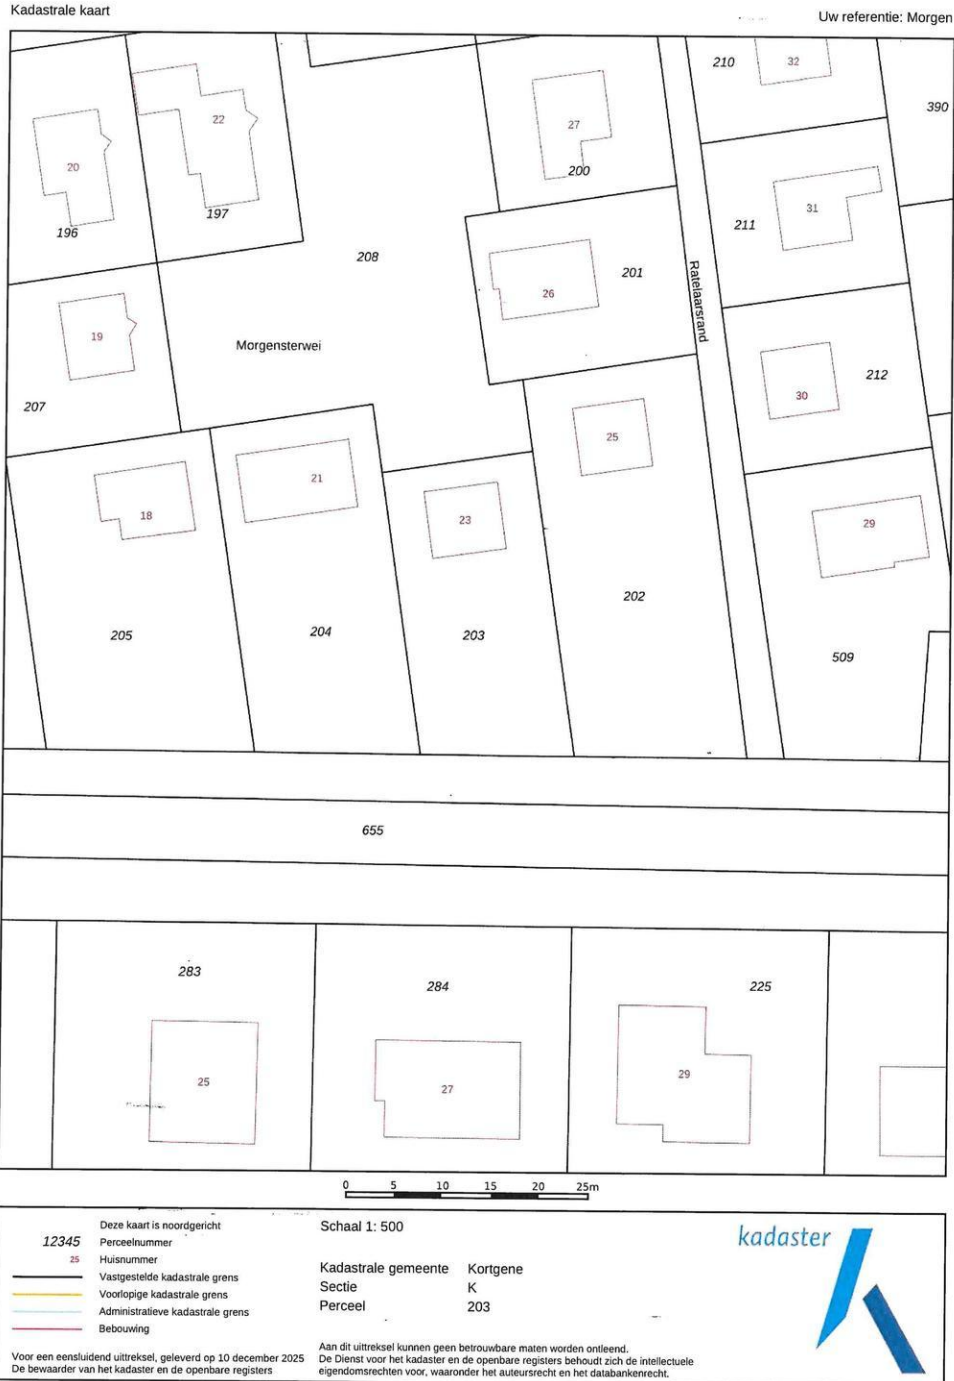 Kadastrale kaart
Uw referentie: Morgen
210
32
390
22
27
20
200
31
197
211
196
208
201
26
Ratelaarsrand
19
Morgensterwei
212
30
207
25
21
18
23
29
202
205
204
203
509
655
283
284
225
25
27
29
0 5 10 15 20 25m
Deze kaart is noordgericht
12345 Perceelnummer
25 Huisnummer
Vastgestelde kadastrale grens
Voorlopige kadastrale grens
Administratieve kadastrale grens
Bebouwing
Voor een eensluidend uittreksel, geleverd op 10 december 2025
De bewaarder van het kadaster en de openbare registers
Schaal 1: 500
Kadastrale gemeente Kortgene
Sectie K
Perceel 203
Aan dit uittreksel kunnen geen betrouwbare maten worden ontleend.
De Dienst voor het kadaster en de openbare registers behoudt zich de intellectuele
eigendomsrechten voor, waaronder het auteursrecht en het databankenrecht.
kadaster